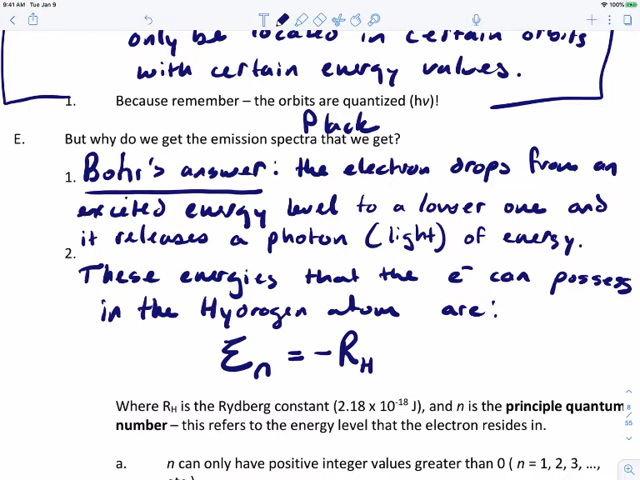 9:41 AM Tue Jan 9
100%
only be located in certain orbits
with certain energy values.
1. Because remember – the orbits are quantized (hv)!
Plack
E. But why do we get the emission spectra that we get?
1. Bohr's answer: the electron drops from an
excited energy level to a lower one and
it releases a photon (light) of energy.
2.
These energies that the e⁻ can possess
in the Hydrogen atom are:
Eₙ = -R_H
Where R_H is the Rydberg constant (2.18 x 10⁻¹⁸ J), and n is the principle quantum
number – this refers to the energy level that the electron resides in.
a. n can only have positive integer values greater than 0 ( n = 1, 2, 3, …,
etc.)
8
55